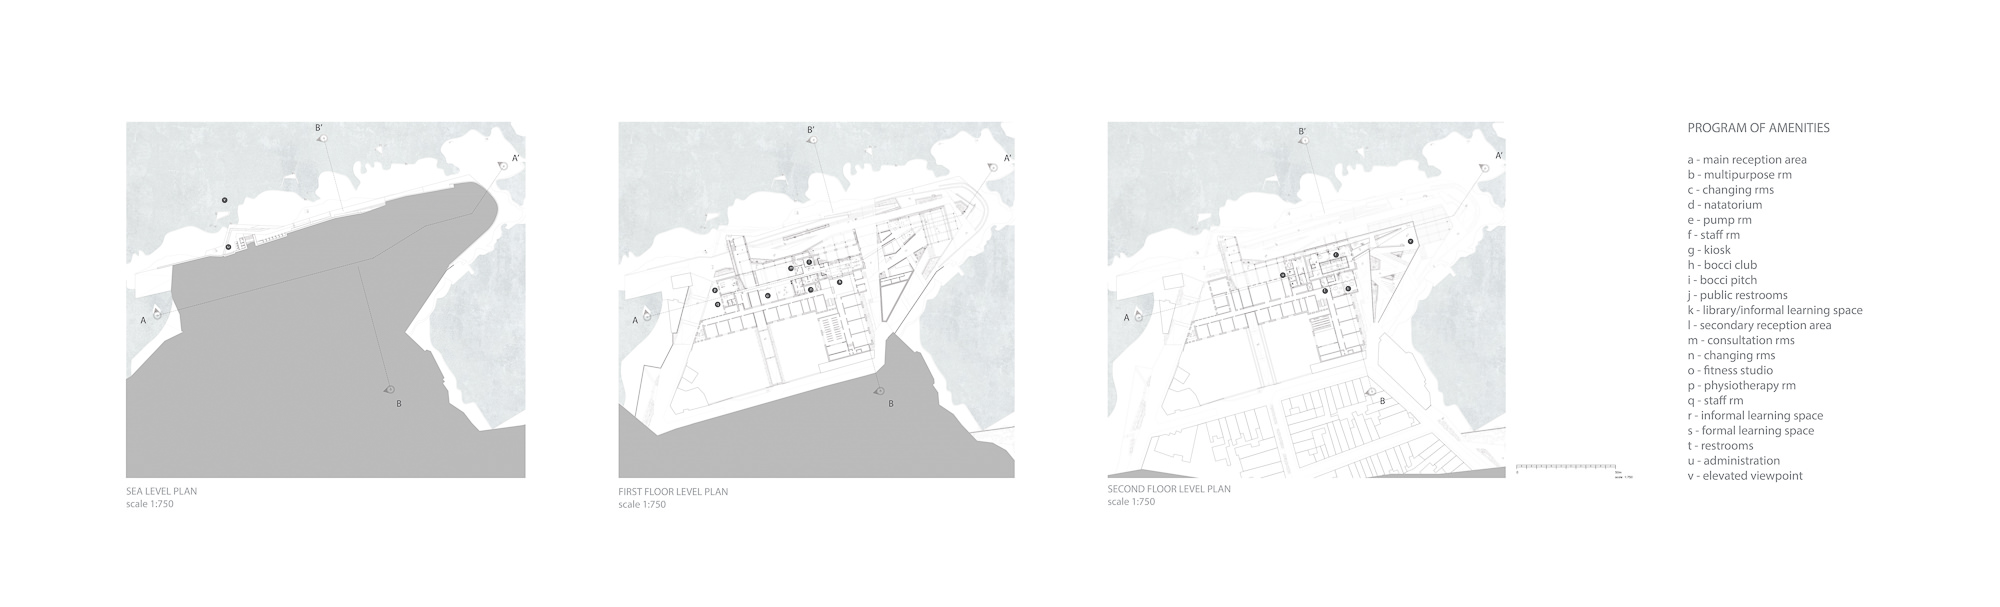 B'
A'
A
B
SEA LEVEL PLAN
scale 1:750
B'
A'
A
B
FIRST FLOOR LEVEL PLAN
scale 1:750
B'
A'
A
B
SECOND FLOOR LEVEL PLAN
scale 1:750
PROGRAM OF AMENITIES
a - main reception area
b - multipurpose rm
c - changing rms
d - natatorium
e - pump rm
f - staff rm
g - kiosk
h - bocci club
i - bocci pitch
j - public restrooms
k - library/informal learning space
l - secondary reception area
m - consultation rms
n - changing rms
o - fitness studio
p - physiotherapy rm
q - staff rm
r - informal learning space
s - formal learning space
t - restrooms
u - administration
v - elevated viewpoint